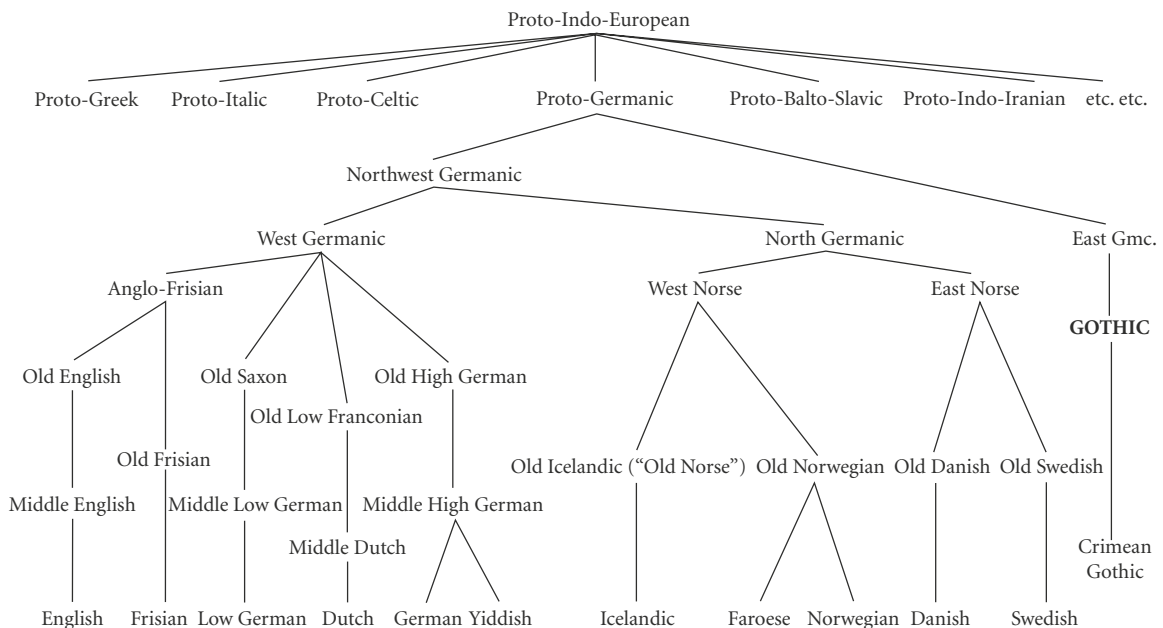 Proto-Indo-European
Proto-Greek Proto-Italic Proto-Celtic Proto-Germanic Proto-Balto-Slavic Proto-Indo-Iranian etc. etc.
Northwest Germanic
West Germanic North Germanic East Gmc.
Anglo-Frisian West Norse East Norse
GOTHIC
Old English Old Saxon Old High German
Old Low Franconian
Old Frisian Old Icelandic (“Old Norse”) Old Norwegian Old Danish Old Swedish
Middle English Middle Low German Middle High German
Middle Dutch Crimean
Gothic
English Frisian Low German Dutch German Yiddish Icelandic Faroese Norwegian Danish Swedish